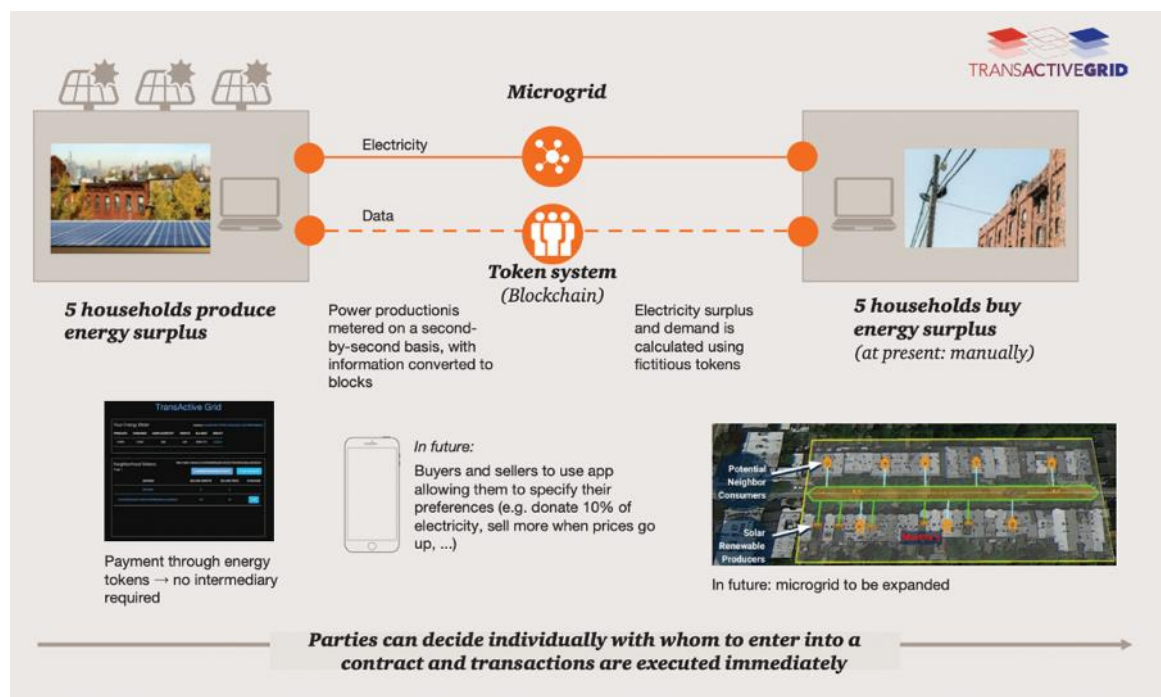 TRANSACTIVEGRID
Microgrid
Electricity
Data
Token system
(Blockchain)
5 households produce
energy surplus
Power productionis
metered on a second-
by-second basis, with
information converted to
blocks
Electricity surplus
and demand is
calculated using
fictitious tokens
5 households buy
energy surplus
(at present: manually)
TransActive Grid
Payment through energy
tokens → no intermediary
required
In future:
Buyers and sellers to use app
allowing them to specify their
preferences (e.g. donate 10% of
electricity, sell more when prices go
up, ...)
Potential
Neighbor
Consumers
Solar
Renewable
Producers
In future: microgrid to be expanded
Parties can decide individually with whom to enter into a
contract and transactions are executed immediately